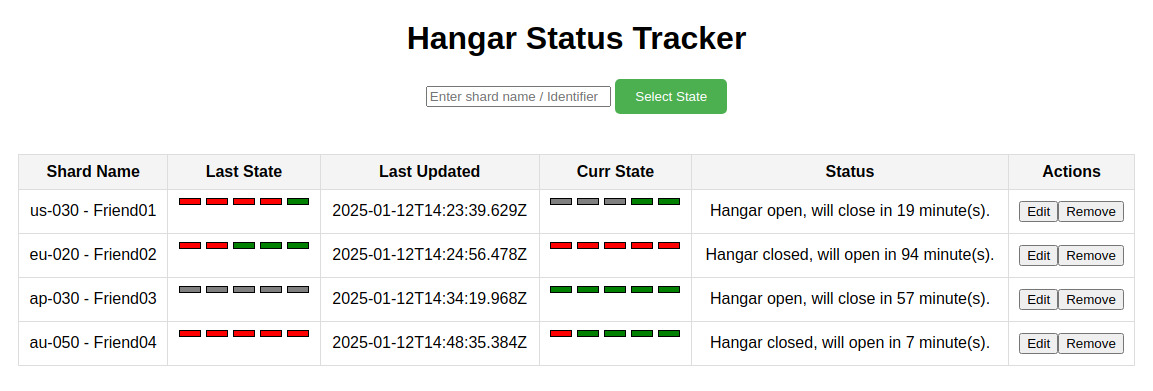 Hangar Status Tracker
Enter shard name / Identifier Select State
Shard Name Last State Last Updated Curr State Status Actions
us-030 - Friend01 2025-01-12T14:23:39.629Z Hangar open, will close in 19 minute(s). Edit Remove
eu-020 - Friend02 2025-01-12T14:24:56.478Z Hangar closed, will open in 94 minute(s). Edit Remove
ap-030 - Friend03 2025-01-12T14:34:19.968Z Hangar open, will close in 57 minute(s). Edit Remove
au-050 - Friend04 2025-01-12T14:48:35.384Z Hangar closed, will open in 7 minute(s). Edit Remove